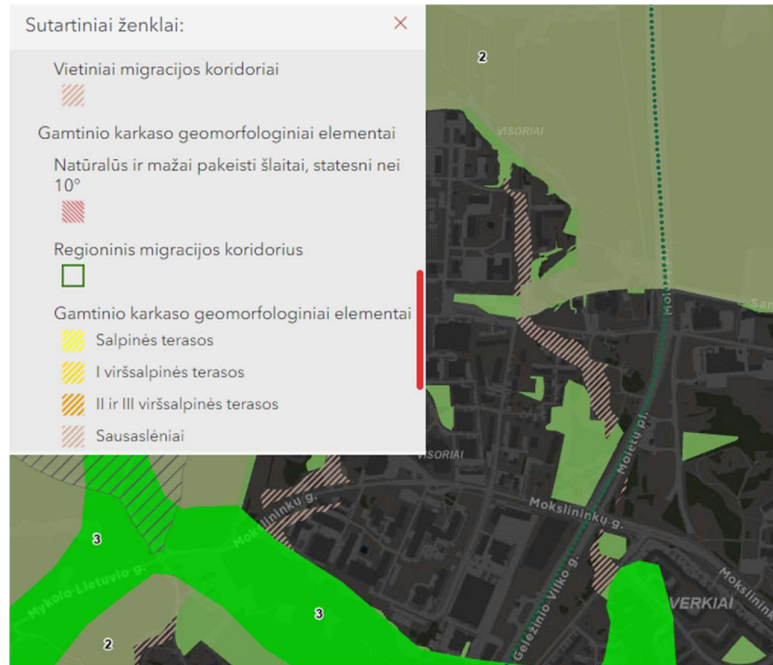 Sutartiniai ženklai:
Vietiniai migracijos koridoriai
Gamtinio karkaso geomorfologiniai elementai
Natūralūs ir mažai pakeisti šlaitai, statesni nei
10°
Regioninis migracijos koridorius
Gamtinio karkaso geomorfologiniai elementai
Salpinės terasos
I viršsalpinės terasos
II ir III viršsalpinės terasos
Sausaslėniai
2
VISORIAI
Molė
San
VISORIAI
Molėtų pl.
Mokslininkų g.
Mokslininkų g.
Mokslininkų
3
Mykolo Lietuvio g.
3
Geležinio Vilko g.
VERKIAI
2